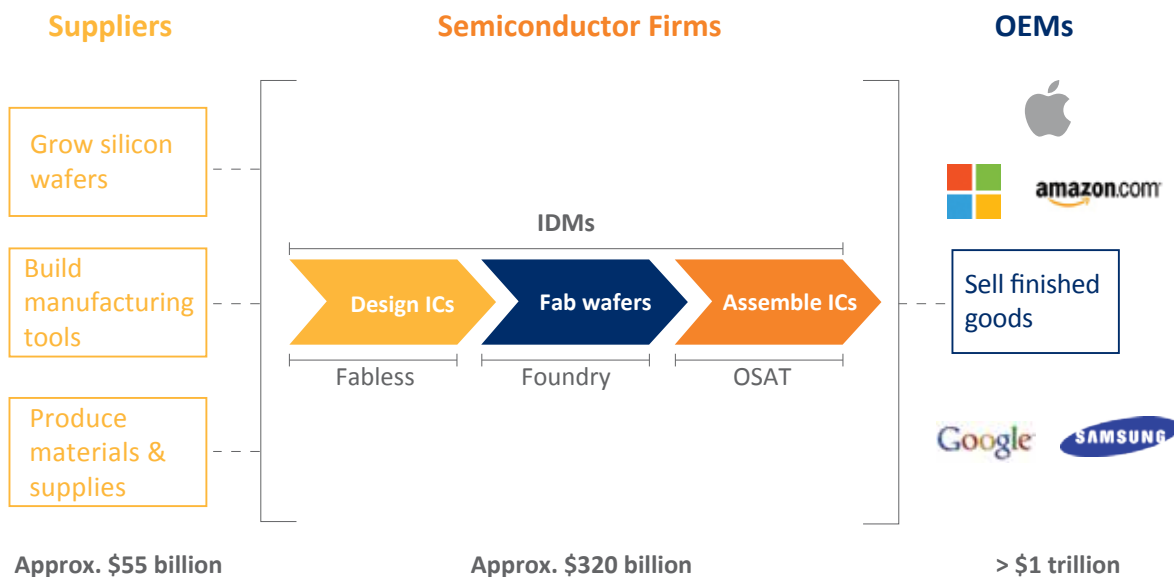 Suppliers
Semiconductor Firms
OEMs
Grow silicon
wafers
Build
manufacturing
tools
Produce
materials &
supplies
IDMs
Design ICs
Fab wafers
Assemble ICs
Fabless
Foundry
OSAT
amazon.com
Sell finished
goods
Google
SAMSUNG
Approx. $55 billion
Approx. $320 billion
> $1 trillion